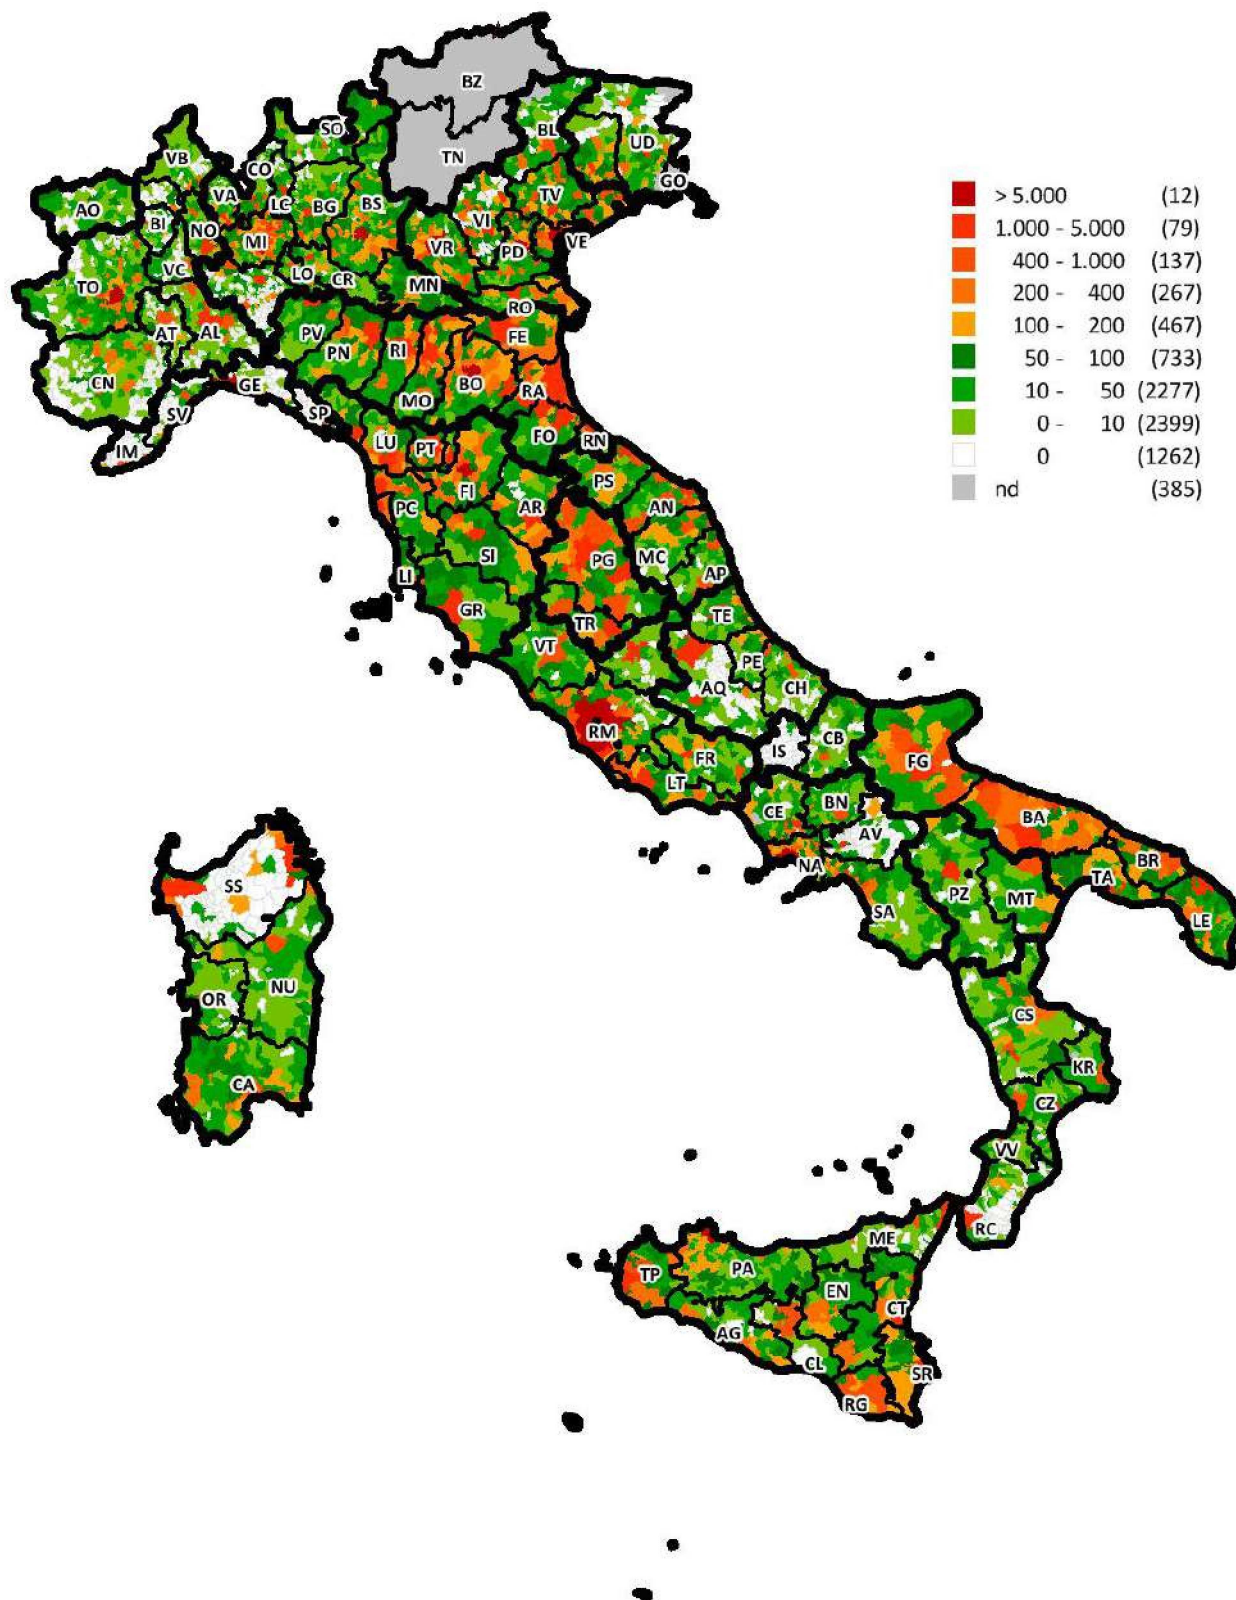 BZ
SO
BL
UD
TN
VB
CO
GO
AO
VA
LC
BG
BS
TV
BI
NO
MI
VI
VR
PD
VE
VC
LO
CR
MN
TO
RO
AT
AL
PV
PN
RI
FE
CN
GE
BO
RA
MO
SV
SP
IM
LU
PT
FO
RN
FI
PS
PC
AR
AN
SI
PG
MC
LI
AP
GR
TR
TE
VT
PE
AQ
CH
RM
IS
CB
FR
FG
LT
CE
BN
BA
AV
NA
BR
SS
PZ
MT
TA
SA
LE
OR
NU
CS
CA
KR
CZ
VV
RC
ME
TP
PA
EN
CT
AG
CL
SR
RG
> 5.000 (12)
1.000 - 5.000 (79)
400 - 1.000 (137)
200 - 400 (267)
100 - 200 (467)
50 - 100 (733)
10 - 50 (2277)
0 - 10 (2399)
0 (1262)
nd (385)